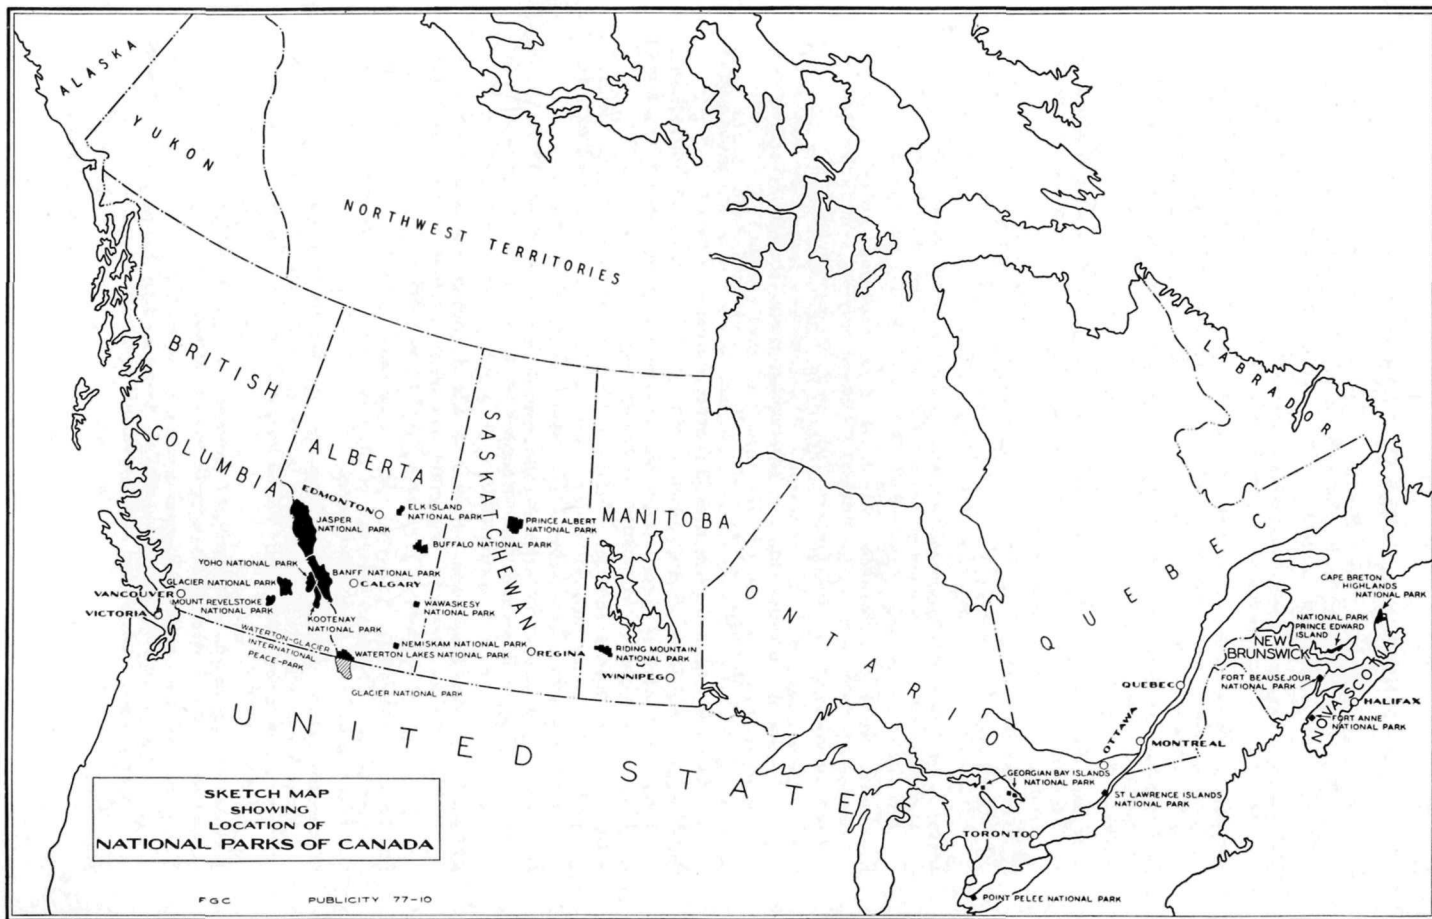 ALASKA
YUKON
NORTHWEST TERRITORIES
BRITISH
COLUMBIA
ALBERTA
SASKATCHEWAN
MANITOBA
ONTARIO
QUEBEC
LABRADOR
EDMONTON
ELK ISLAND
NATIONAL PARK
JASPER
NATIONAL PARK
PRINCE ALBERT
NATIONAL PARK
BUFFALO NATIONAL PARK
YOHO NATIONAL PARK
BANFF NATIONAL PARK
GLACIER NATIONAL PARK
CALGARY
VANCOUVER
MOUNT REVELSTOKE
NATIONAL PARK
WAWASKESY
NATIONAL PARK
VICTORIA
KOOTENAY
NATIONAL PARK
WATERTON-GLACIER
INTERNATIONAL
PEACE-PARK
NEMISKAM NATIONAL PARK
WATERTON LAKES NATIONAL PARK
REGINA
RIDING MOUNTAIN
NATIONAL PARK
WINNIPEG
GLACIER NATIONAL PARK
CAPE BRETON
HIGHLANDS
NATIONAL PARK
NATIONAL PARK
PRINCE EDWARD
ISLAND
NEW
BRUNSWICK
FORT BEAUSEJOUR
NATIONAL PARK
NOVA SCOTIA
HALIFAX
FORT ANNE
NATIONAL PARK
QUEBEC
OTTAWA
MONTREAL
GEORGIAN BAY ISLANDS
NATIONAL PARK
ST LAWRENCE ISLANDS
NATIONAL PARK
TORONTO
POINT PELEE NATIONAL PARK
UNITED STATES
SKETCH MAP
SHOWING
LOCATION OF
NATIONAL PARKS OF CANADA
FGC PUBLICITY 77-10